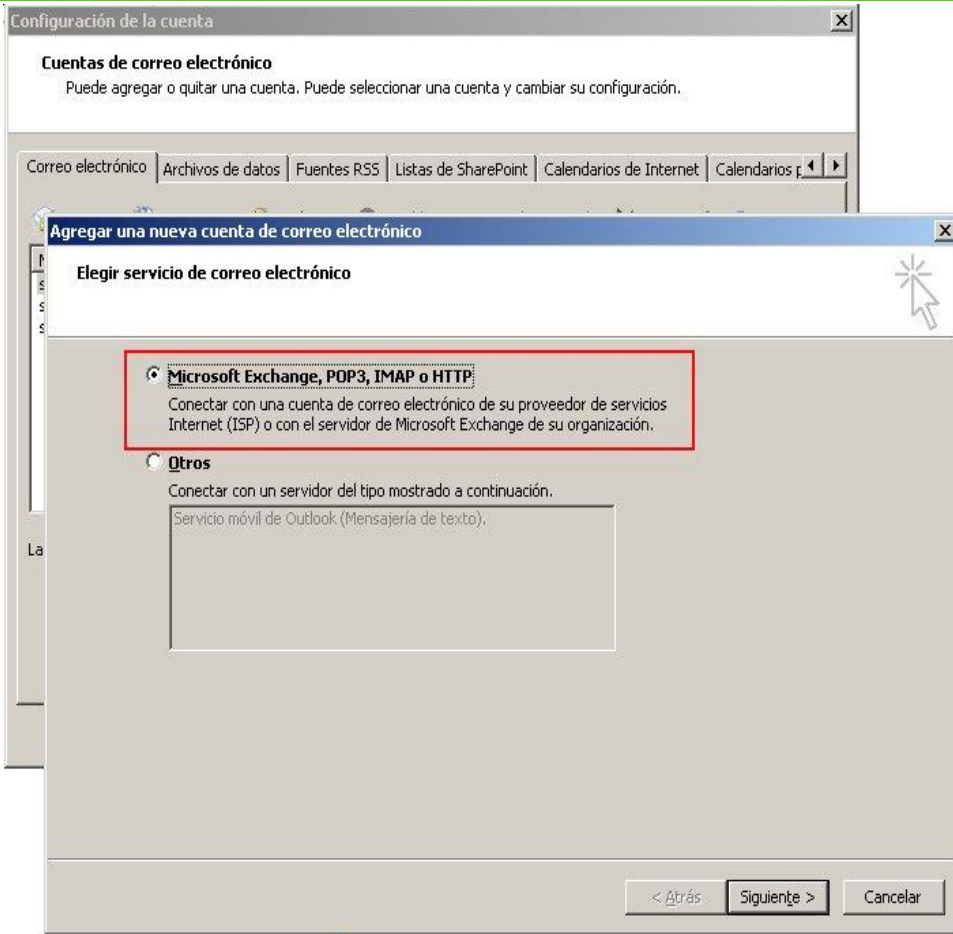 Configuración de la cuenta
Cuentas de correo electrónico
Puede agregar o quitar una cuenta. Puede seleccionar una cuenta y cambiar su configuración.
Correo electrónico Archivos de datos Fuentes RSS Listas de SharePoint Calendarios de Internet Calendarios p
Agregar una nueva cuenta de correo electrónico
Elegir servicio de correo electrónico
Microsoft Exchange, POP3, IMAP o HTTP
Conectar con una cuenta de correo electrónico de su proveedor de servicios
Internet (ISP) o con el servidor de Microsoft Exchange de su organización.
Otros
Conectar con un servidor del tipo mostrado a continuación.
Servicio móvil de Outlook (Mensajería de texto).
La
< Atrás Siguiente > Cancelar